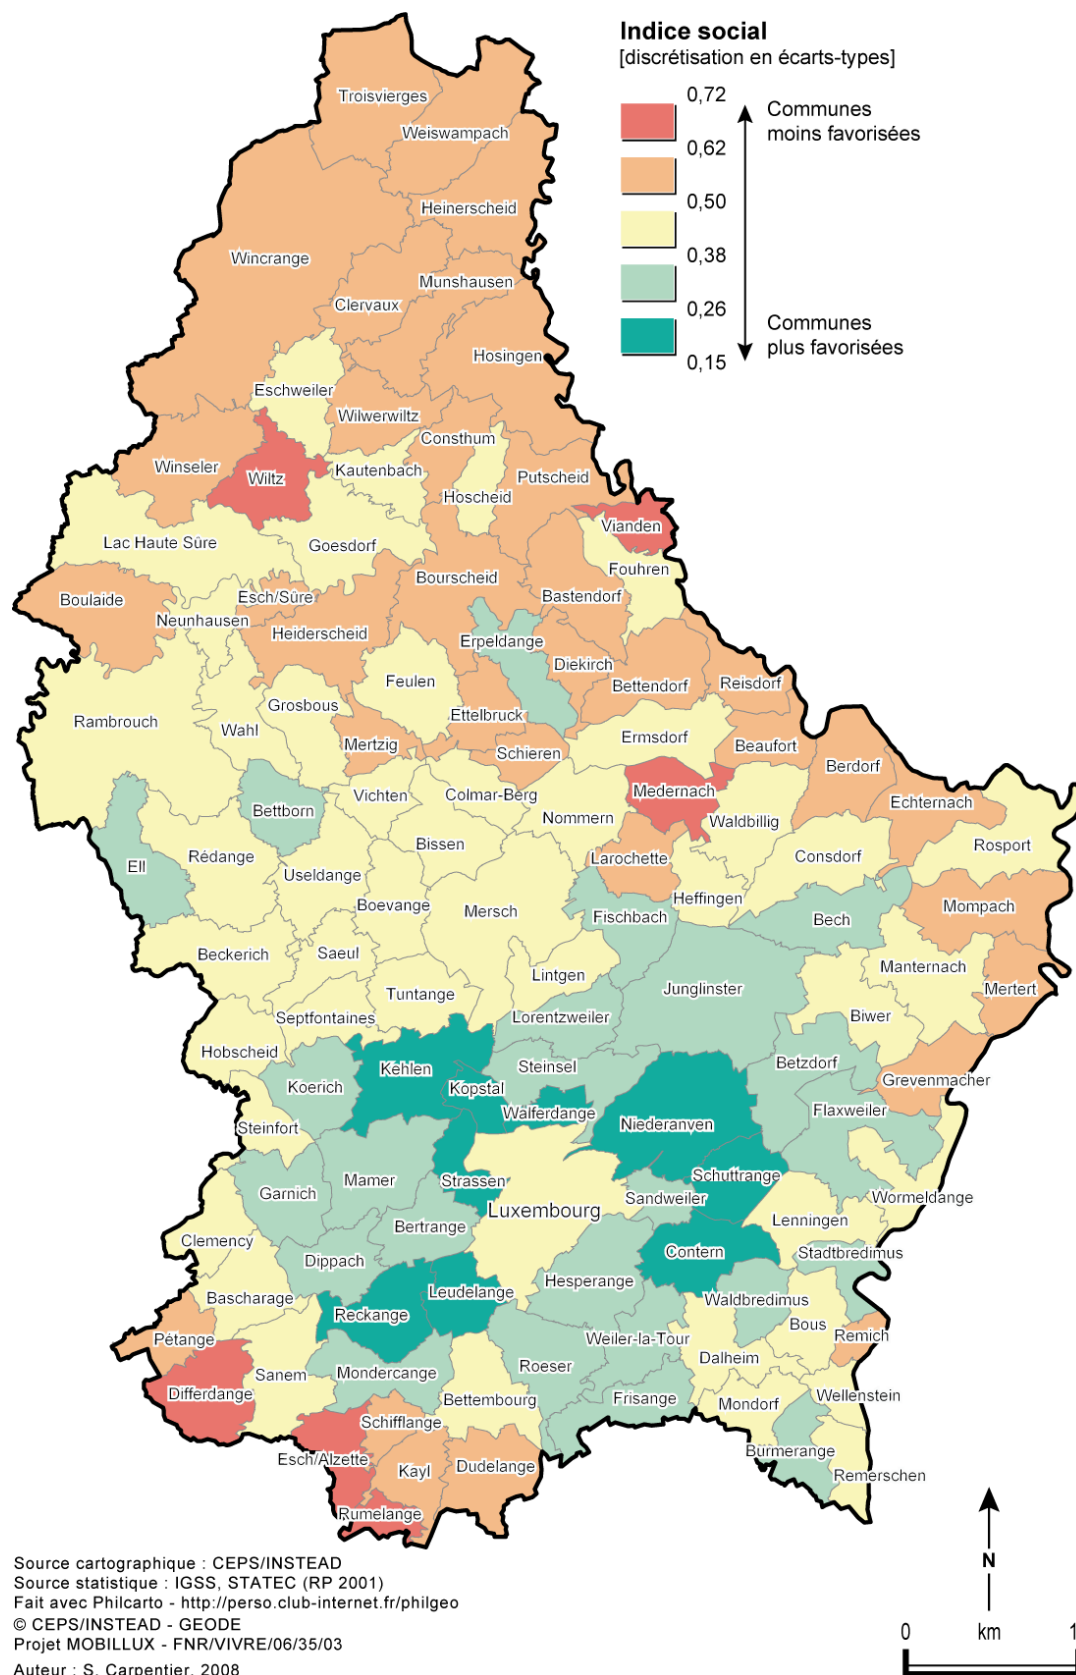 Indice social
[discrétisation en écarts-types]
0,72
Communes
moins favorisées
0,62
0,50
0,38
0,26
Communes
plus favorisées
0,15
Troisvierges
Weiswampach
Heinerscheid
Wincrange
Munshausen
Clervaux
Hosingen
Eschweiler
Wilwerwiltz
Consthum
Winseler
Wiltz
Kautenbach
Putscheid
Hoscheid
Vianden
Lac Haute Sûre
Goesdorf
Fouhren
Bourscheid
Boulaide
Esch/Sûre
Bastendorf
Neunhausen
Heiderscheid
Erpeldange
Diekirch
Feulen
Bettendorf
Reisdorf
Grosbous
Rambrouch
Ettelbruck
Wahl
Ermsdorf
Mertzig
Schieren
Beaufort
Berdorf
Vichten
Colmar-Berg
Medernach
Echternach
Bettborn
Nommern
Waldbillig
Bissen
Rosport
Rédange
Larochette
Consdorf
Ell
Useldange
Heffingen
Boevange
Mersch
Mompach
Fischbach
Bech
Beckerich
Saeul
Manternach
Lintgen
Tuntange
Junglinster
Mertert
Septfontaines
Lorentzweiler
Biwer
Hobscheid
Kehlen
Steinsel
Betzdorf
Koerich
Kopstal
Grevenmacher
Walferdange
Flaxweiler
Steinfort
Niederanven
Mamer
Strassen
Schuttrange
Garnich
Sandweiler
Wormeldange
Luxembourg
Bertrange
Lenningen
Clemency
Contern
Stadtbredimus
Dippach
Hesperange
Leudelange
Bascharage
Waldbredimus
Reckange
Bous
Pétange
Weiler-la-Tour
Remich
Dalheim
Roeser
Sanem
Mondercange
Differdange
Bettembourg
Frisange
Wellenstein
Mondorf
Schifflange
Burmerange
Esch/Alzette
Kayl
Dudelange
Remerschen
Rumelange
N
0
km
1
Source cartographique : CEPS/INSTEAD
Source statistique : IGSS, STATEC (RP 2001)
Fait avec Philcarto - http://perso.club-internet.fr/philgeo
© CEPS/INSTEAD - GEODE
Projet MOBILLUX - FNR/VIVRE/06/35/03
Auteur : S. Carpentier, 2008